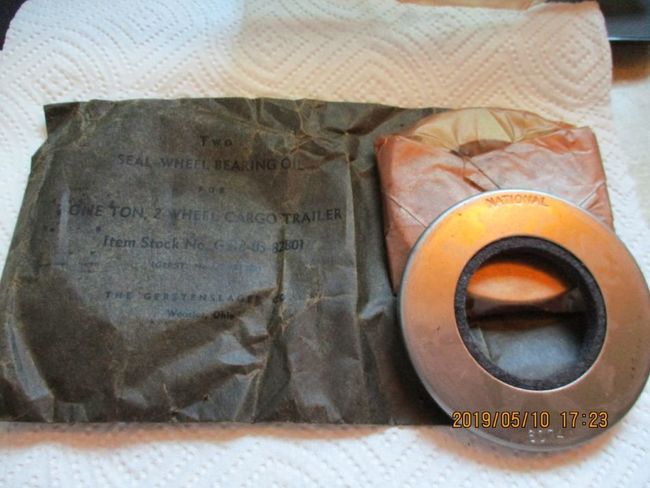 Two
SEAL WHEEL BEARING OIL
FOR
ONE TON, 2 WHEEL CARGO TRAILER
Item Stock No.
THE GERSTENSLAGER CO.
Wooster, Ohio
NATIONAL
2019/05/10 17:23